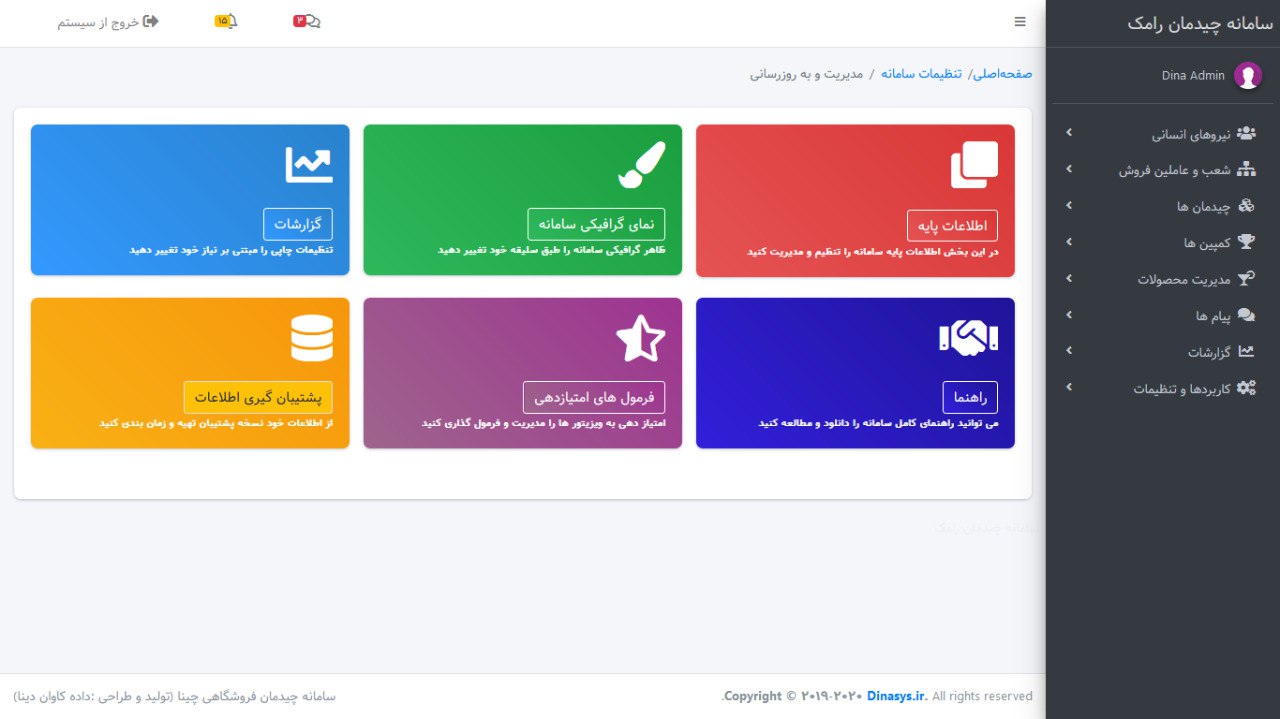 سامانه چیدمان رامک
Dina Admin
نیروهای انسانی
شعب و عاملین فروش
چیدمان ها
کمپین ها
مدیریت محصولات
پیام ها
گزارشات
کاربردها و تنظیمات
۳
۱۵
خروج از سیستم
صفحه‌اصلی/ تنظیمات سامانه / مدیریت و به روزرسانی
اطلاعات پایه
در این بخش اطلاعات پایه سامانه را تنظیم و مدیریت کنید
نمای گرافیکی سامانه
ظاهر گرافیکی سامانه را طبق سلیقه خود تغییر دهید
گزارشات
تنظیمات چاپی را مبتنی بر نیاز خود تغییر دهید
راهنما
می توانید راهنمای کامل سامانه را دانلود و مطالعه کنید
فرمول های امتیازدهی
امتیاز دهی به ویزیتور ها را مدیریت و فرمول گذاری کنید
پشتیبان گیری اطلاعات
از اطلاعات خود نسخه پشتیبان تهیه و زمان بندی کنید
سامانه چیدمان رامک
.Copyright © ۲۰۱۹-۲۰۲۰ Dinasys.ir. All rights reserved
سامانه چیدمان فروشگاهی چینا (تولید و طراحی :داده کاوان دینا)